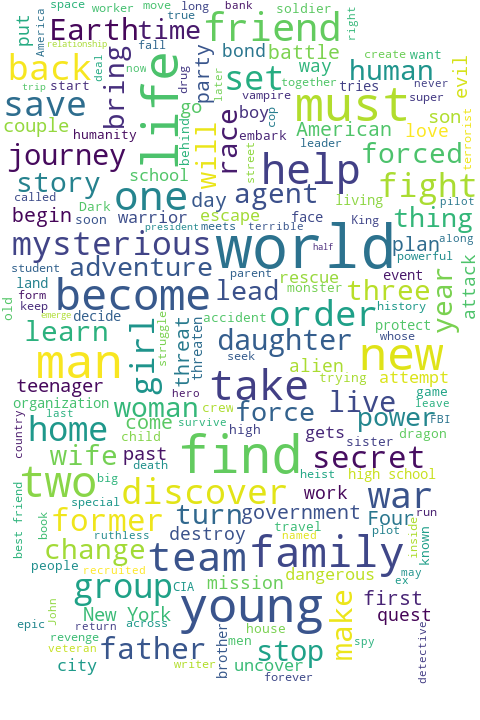 space worker move long bank soldier
put America Earth time true friend right
relationship fall deal bond battle create want
trip now bring life drug party set way human never
back later evil
start vampire tries super
save race boy together terrorist
couple humanity go embark cop son
behind American love
journey school will street leader forced
story Dark one day agent help living fight
called King pilot
begin soon warrior escape face thing
president meets terrible plan along
mysterious world half powerful
student adventure parent rescue event
land become lead monster three year attack
form history
keep order
old decide accident protect whose
emerge struggle threat threaten daughter
learn girl seek alien new
man trying attempt
teenager hero take game
organization woman crew live leave
last force power FBI
country home come survive high gets sister dragon
child find
wife past death secret
two big heist high school
best friend special discover work war
book former turn government Four run
ruthless travel plot inside known
change destroy named
people team family may
recruited dangerous ex
group CIA mission
John New York young make first
epic return across men house spy quest
revenge father brother stop detective
veteran writer uncover
city forever